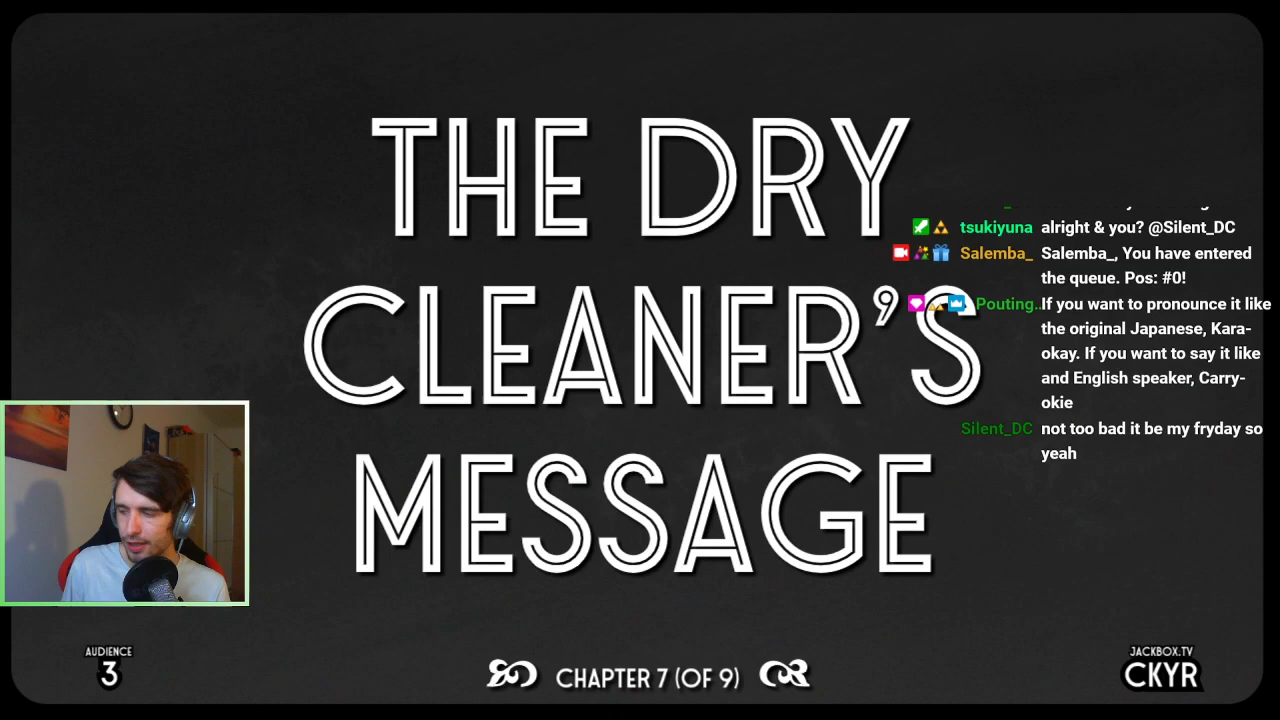 THE DRY
CLEANER'S
MESSAGE
tsukiyuna alright & you? @Silent_DC
Salemba_ Salemba_, You have entered
the queue. Pos: #0!
Pouting.. If you want to pronounce it like
the original Japanese, Kara-
okay. If you want to say it like
and English speaker, Carry-
okie
Silent_DC not too bad it be my fryday so
yeah
AUDIENCE
3
CHAPTER 7 (OF 9)
JACKBOX.TV
CKYR